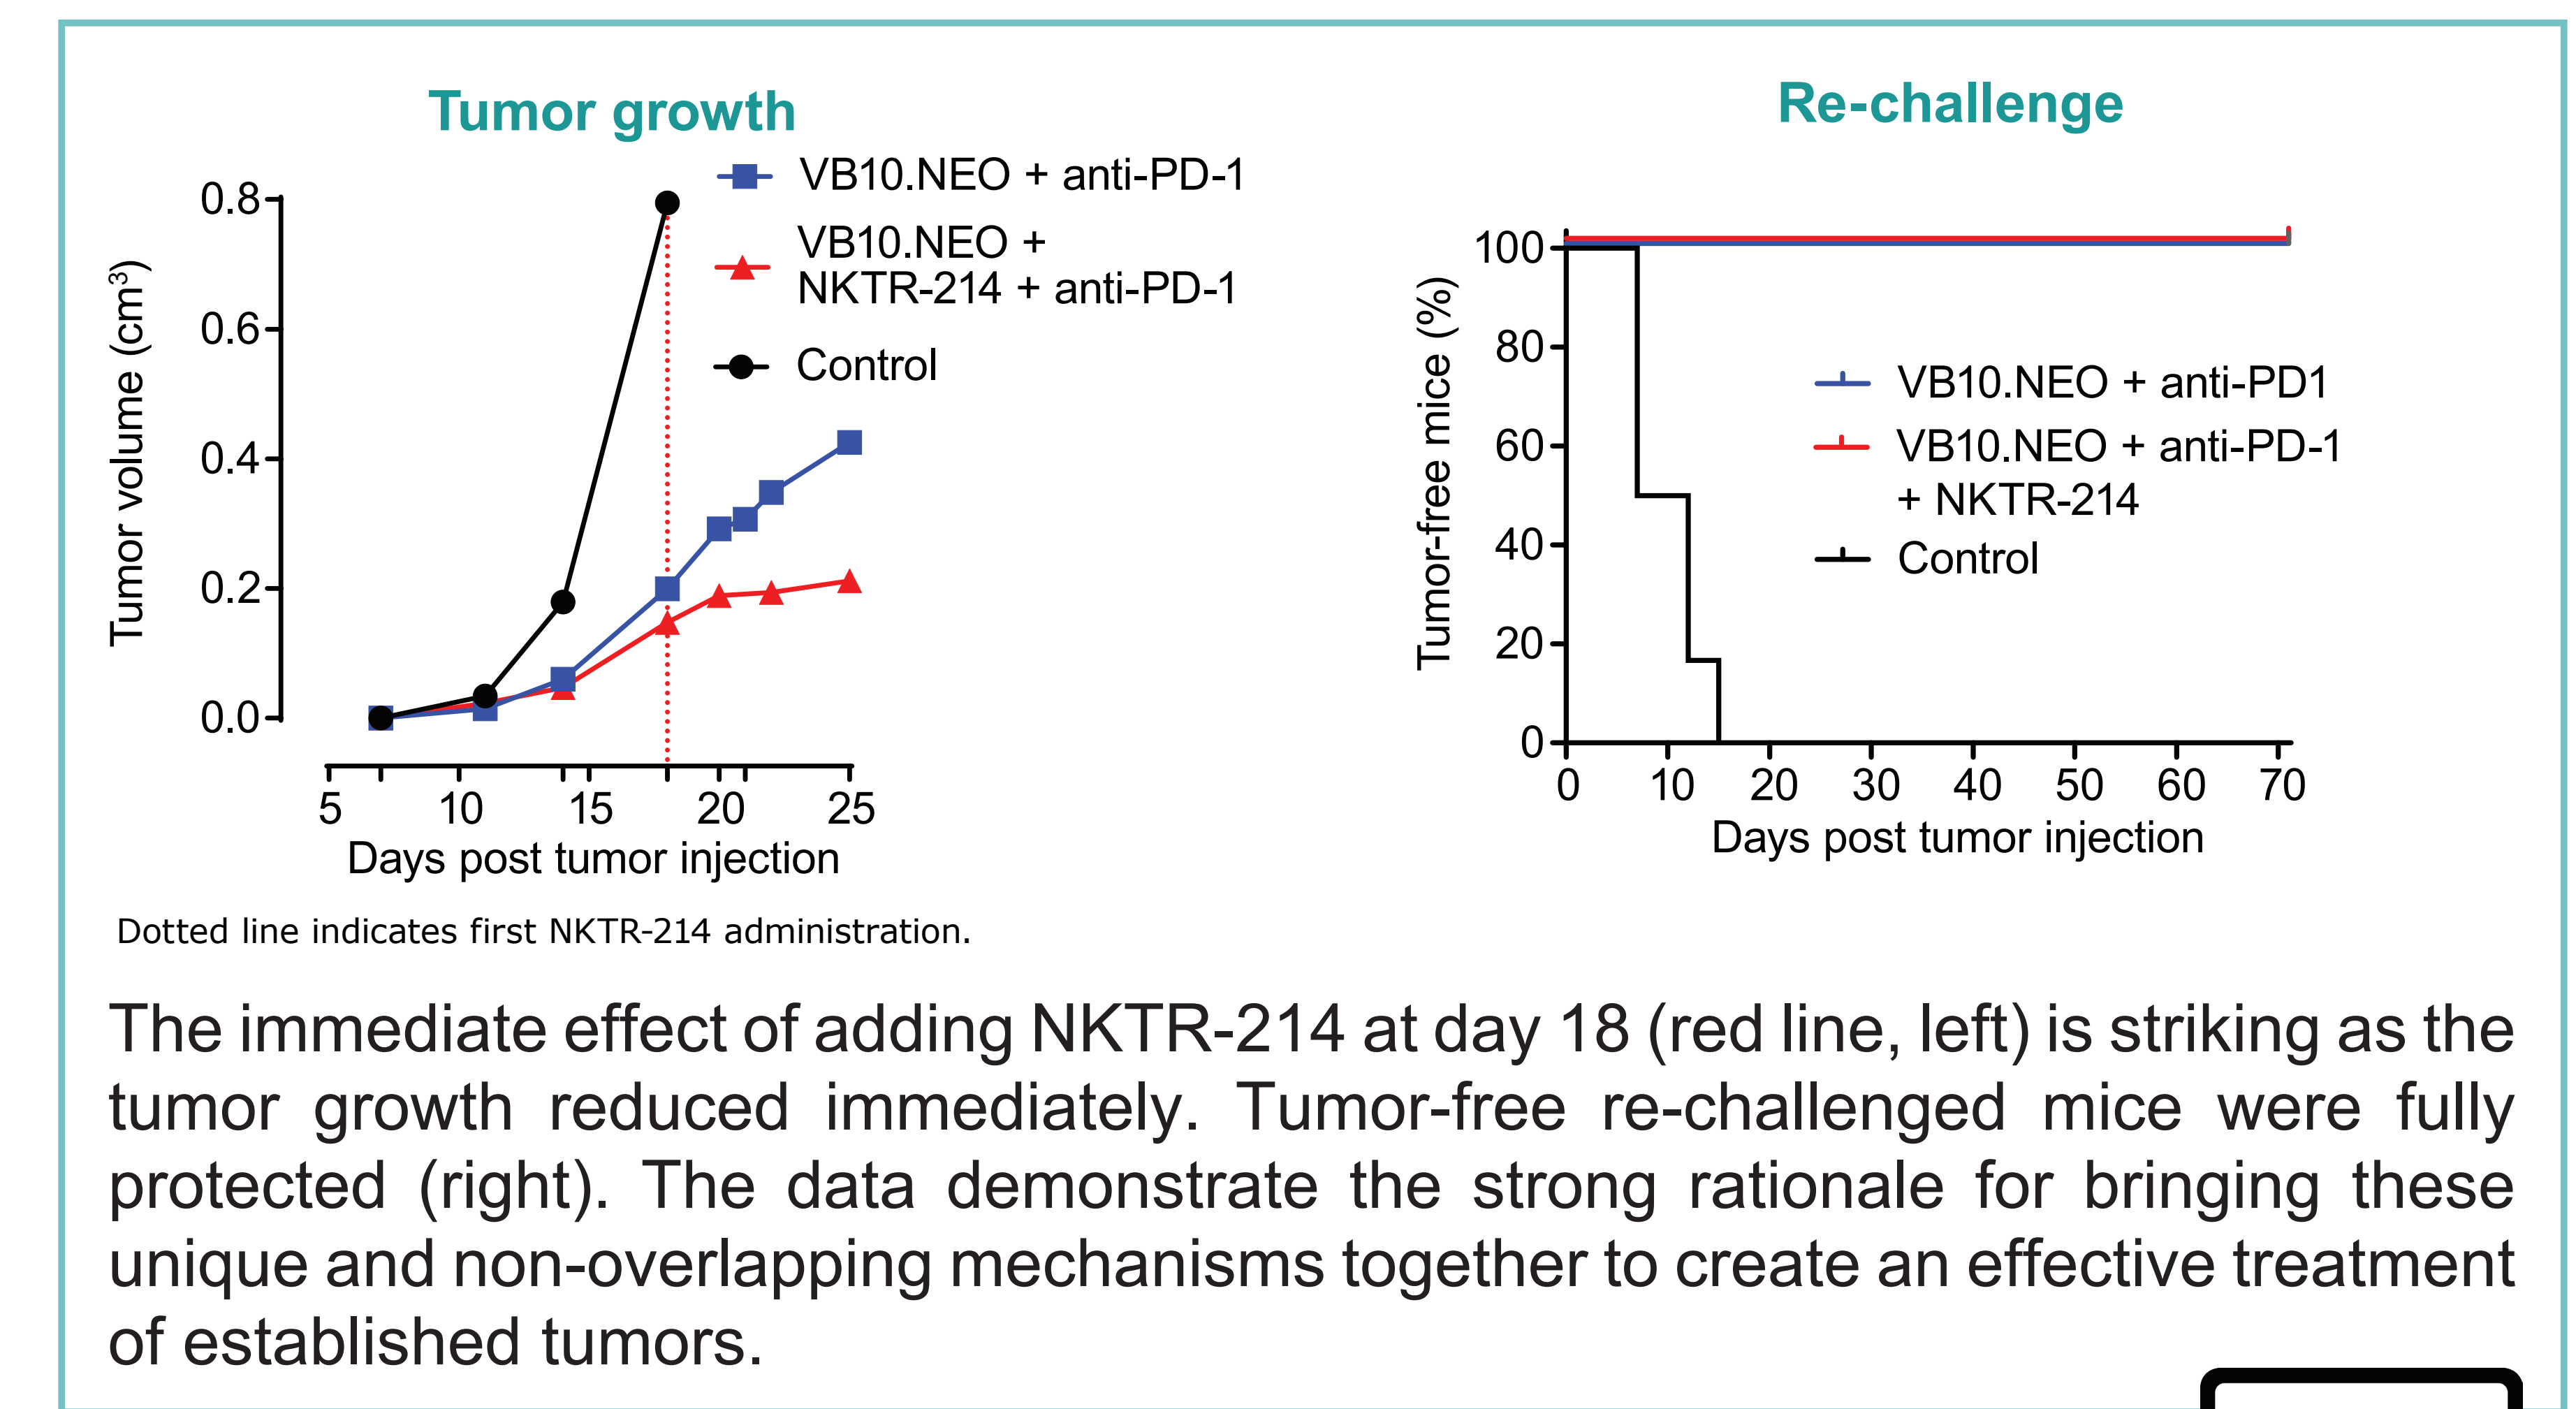 Tumor growth
VB10.NEO + anti-PD-1
VB10.NEO +
NKTR-214 + anti-PD-1
Control
0.8
0.6
0.4
0.2
0.0
Tumor volume (cm³)
5 10 15 20 25
Days post tumor injection
Dotted line indicates first NKTR-214 administration.
Re-challenge
100
80
60
40
20
0
Tumor-free mice (%)
VB10.NEO + anti-PD1
VB10.NEO + anti-PD-1
+ NKTR-214
Control
0 10 20 30 40 50 60 70
Days post tumor injection
The immediate effect of adding NKTR-214 at day 18 (red line, left) is striking as the
tumor growth reduced immediately. Tumor-free re-challenged mice were fully
protected (right). The data demonstrate the strong rationale for bringing these
unique and non-overlapping mechanisms together to create an effective treatment
of established tumors.